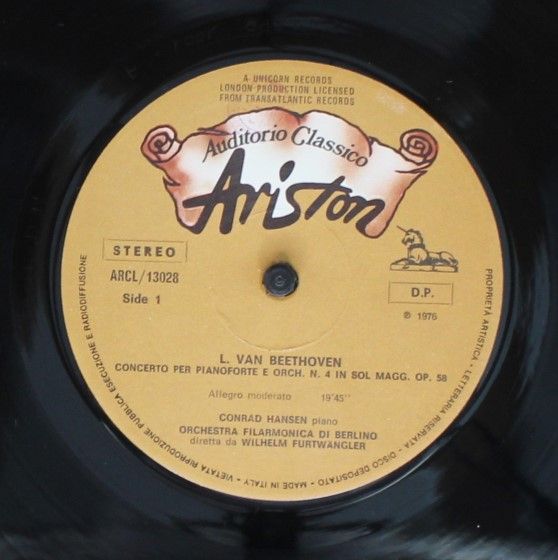 A UNICORN RECORDS
LONDON-PRODUCTION LICENSED
FROM TRANSATLANTIC RECORDS
Auditorio Classico
Ariston
STEREO
ARCL/13028
Side 1
D.P.
℗ 1976
L. VAN BEETHOVEN
CONCERTO PER PIANOFORTE E ORCH. N. 4 IN SOL MAGG. OP. 58
Allegro moderato 19'45''
CONRAD HANSEN piano
ORCHESTRA FILARMONICA DI BERLINO
diretta da WILHELM FURTWANGLER
PROPRIETÀ ARTISTICA - LETTERARIA RISERVATA - DISCO DEPOSITATO - MADE IN ITALY - VIETATA RIPRODUZIONE PUBBLICA ESECUZIONE E RADIODIFFUSIONE